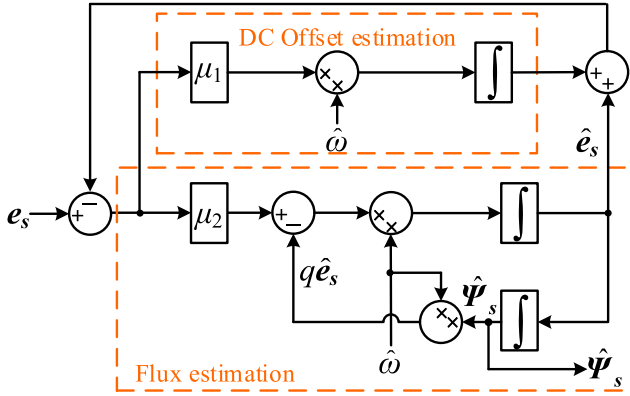 DC Offset estimation
μ₁
∫
ω̂
ê_s
e_s
μ₂
∫
qê_s
Ψ̂_s
∫
ω̂
Ψ̂_s
Flux estimation